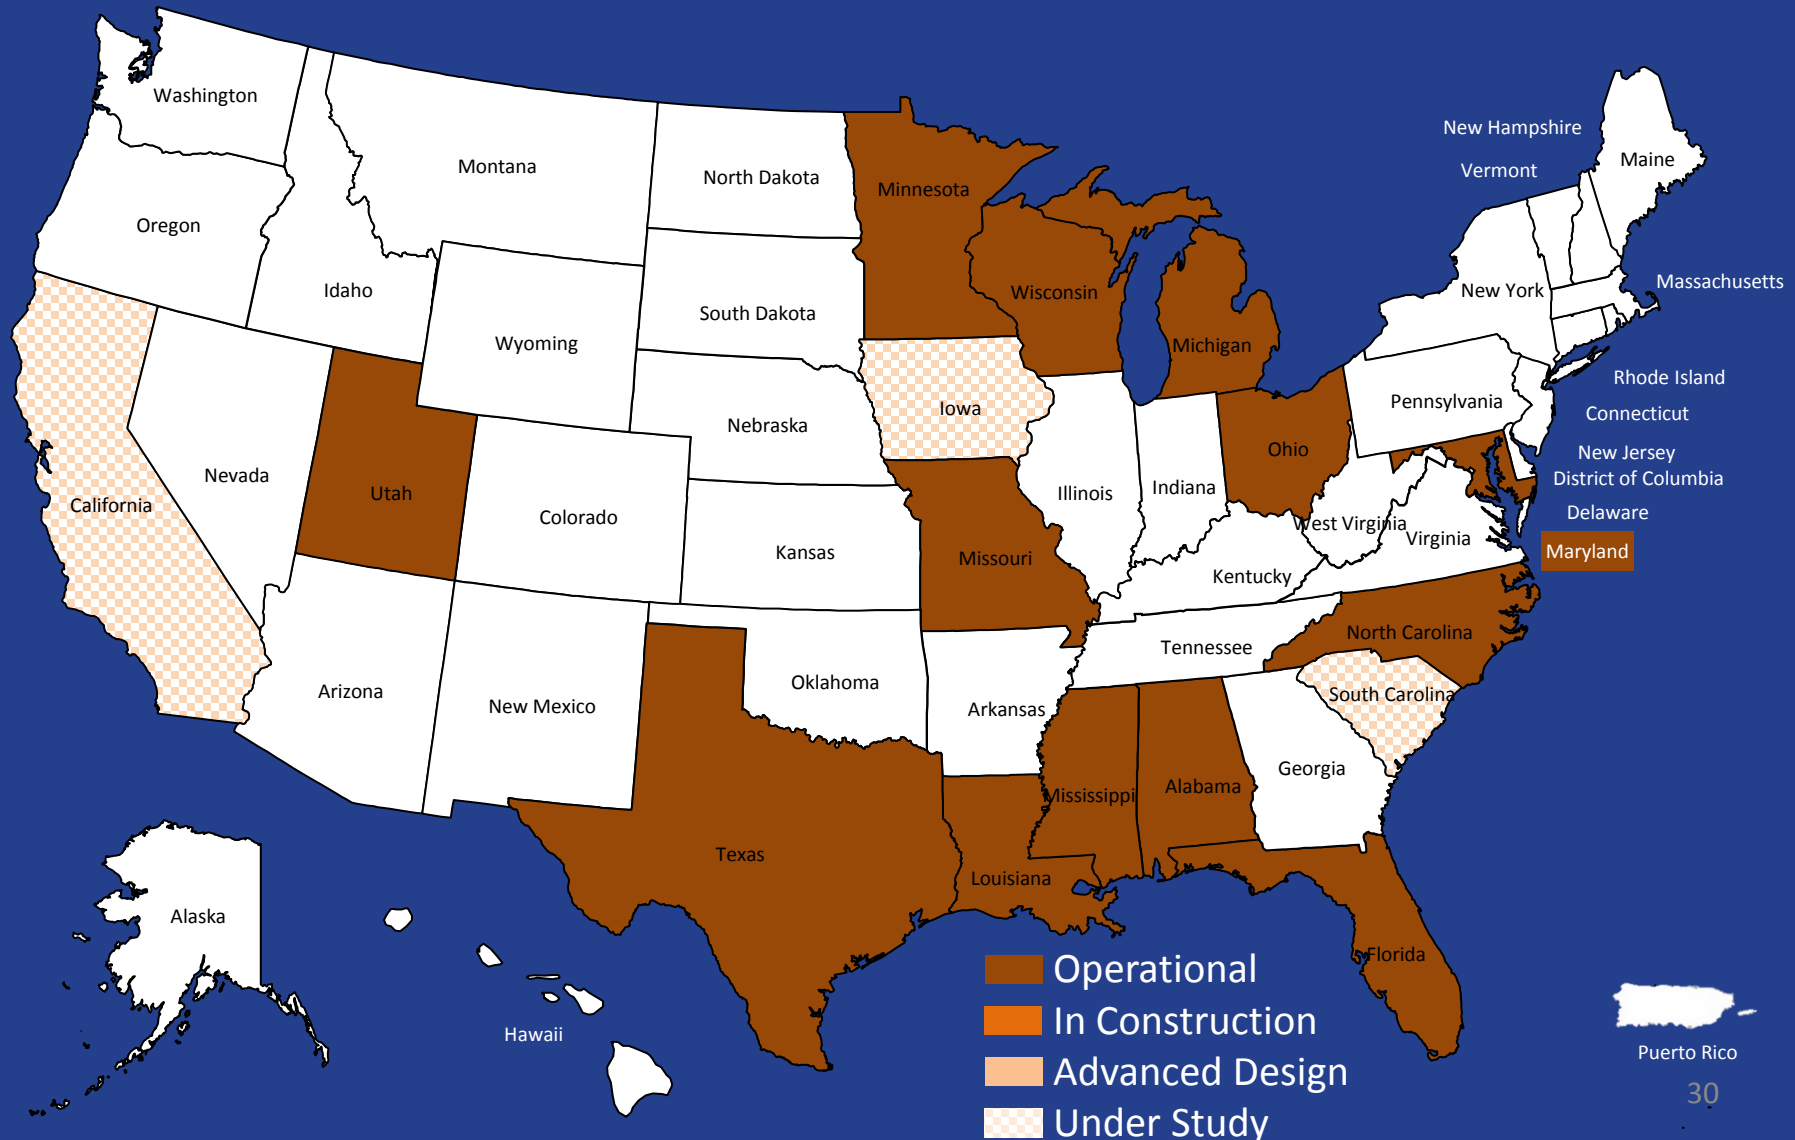 Washington
Montana
North Dakota
Minnesota
New Hampshire
Vermont
Maine
Oregon
Idaho
Wyoming
South Dakota
Wisconsin
Michigan
New York
Massachusetts
Rhode Island
Connecticut
New Jersey
District of Columbia
Delaware
Maryland
Pennsylvania
Iowa
Nebraska
Ohio
Nevada
Utah
California
Colorado
Kansas
Illinois
Indiana
West Virginia
Virginia
Missouri
Kentucky
North Carolina
Tennessee
Arizona
New Mexico
Oklahoma
Arkansas
South Carolina
Georgia
Mississippi
Alabama
Texas
Louisiana
Florida
Alaska
Hawaii
Puerto Rico
Operational
In Construction
Advanced Design
Under Study
30